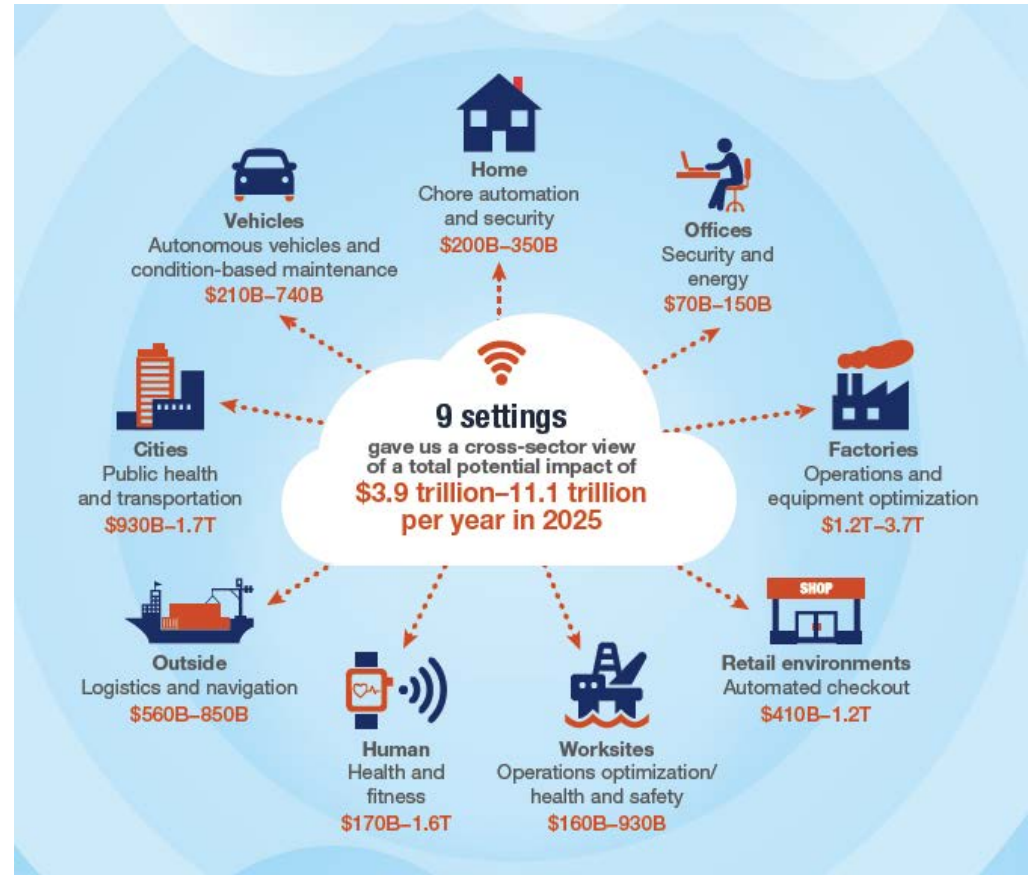 Home
Chore automation
and security
$200B–350B
Offices
Security and
energy
$70B–150B
Vehicles
Autonomous vehicles and
condition-based maintenance
$210B–740B
9 settings
gave us a cross-sector view
of a total potential impact of
$3.9 trillion–11.1 trillion
per year in 2025
Cities
Public health
and transportation
$930B–1.7T
Factories
Operations and
equipment optimization
$1.2T–3.7T
Outside
Logistics and navigation
$560B–850B
SHOP
Retail environments
Automated checkout
$410B–1.2T
Human
Health and
fitness
$170B–1.6T
Worksites
Operations optimization/
health and safety
$160B–930B